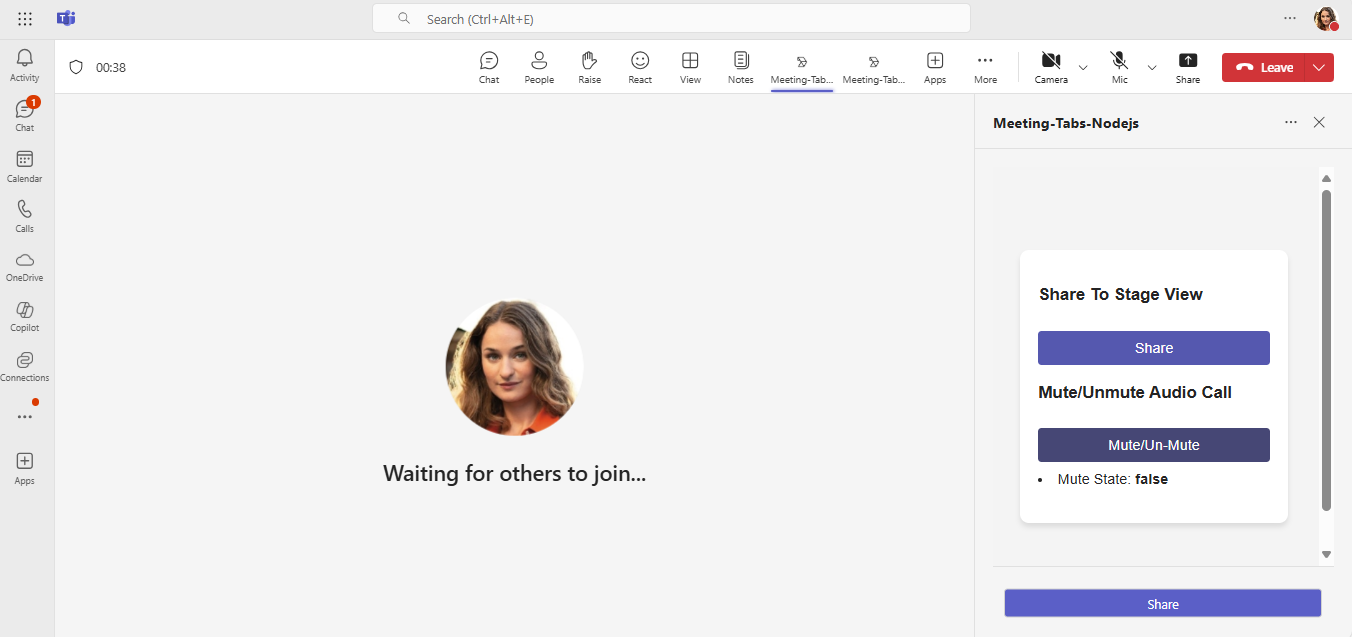 Search (Ctrl+Alt+E)
Activity
1
Chat
Calendar
Calls
OneDrive
Copilot
Connections
Apps
00:38
Chat
People
Raise
React
View
Notes
Meeting-Tab...
Meeting-Tab...
Apps
More
Camera
Mic
Share
Leave
Waiting for others to join...
Meeting-Tabs-Nodejs
Share To Stage View
Share
Mute/Unmute Audio Call
Mute/Un-Mute
• Mute State: false
Share